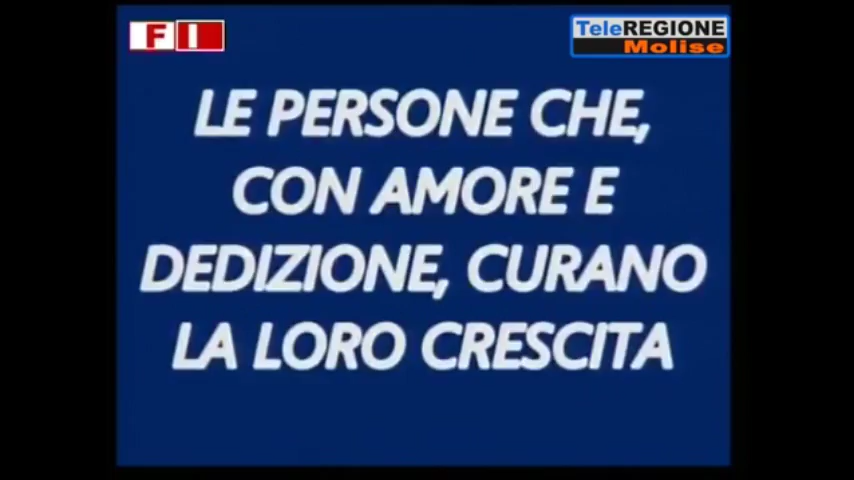 FI
TeleREGIONE
Molise
LE PERSONE CHE,
CON AMORE E
DEDIZIONE, CURANO
LA LORO CRESCITA